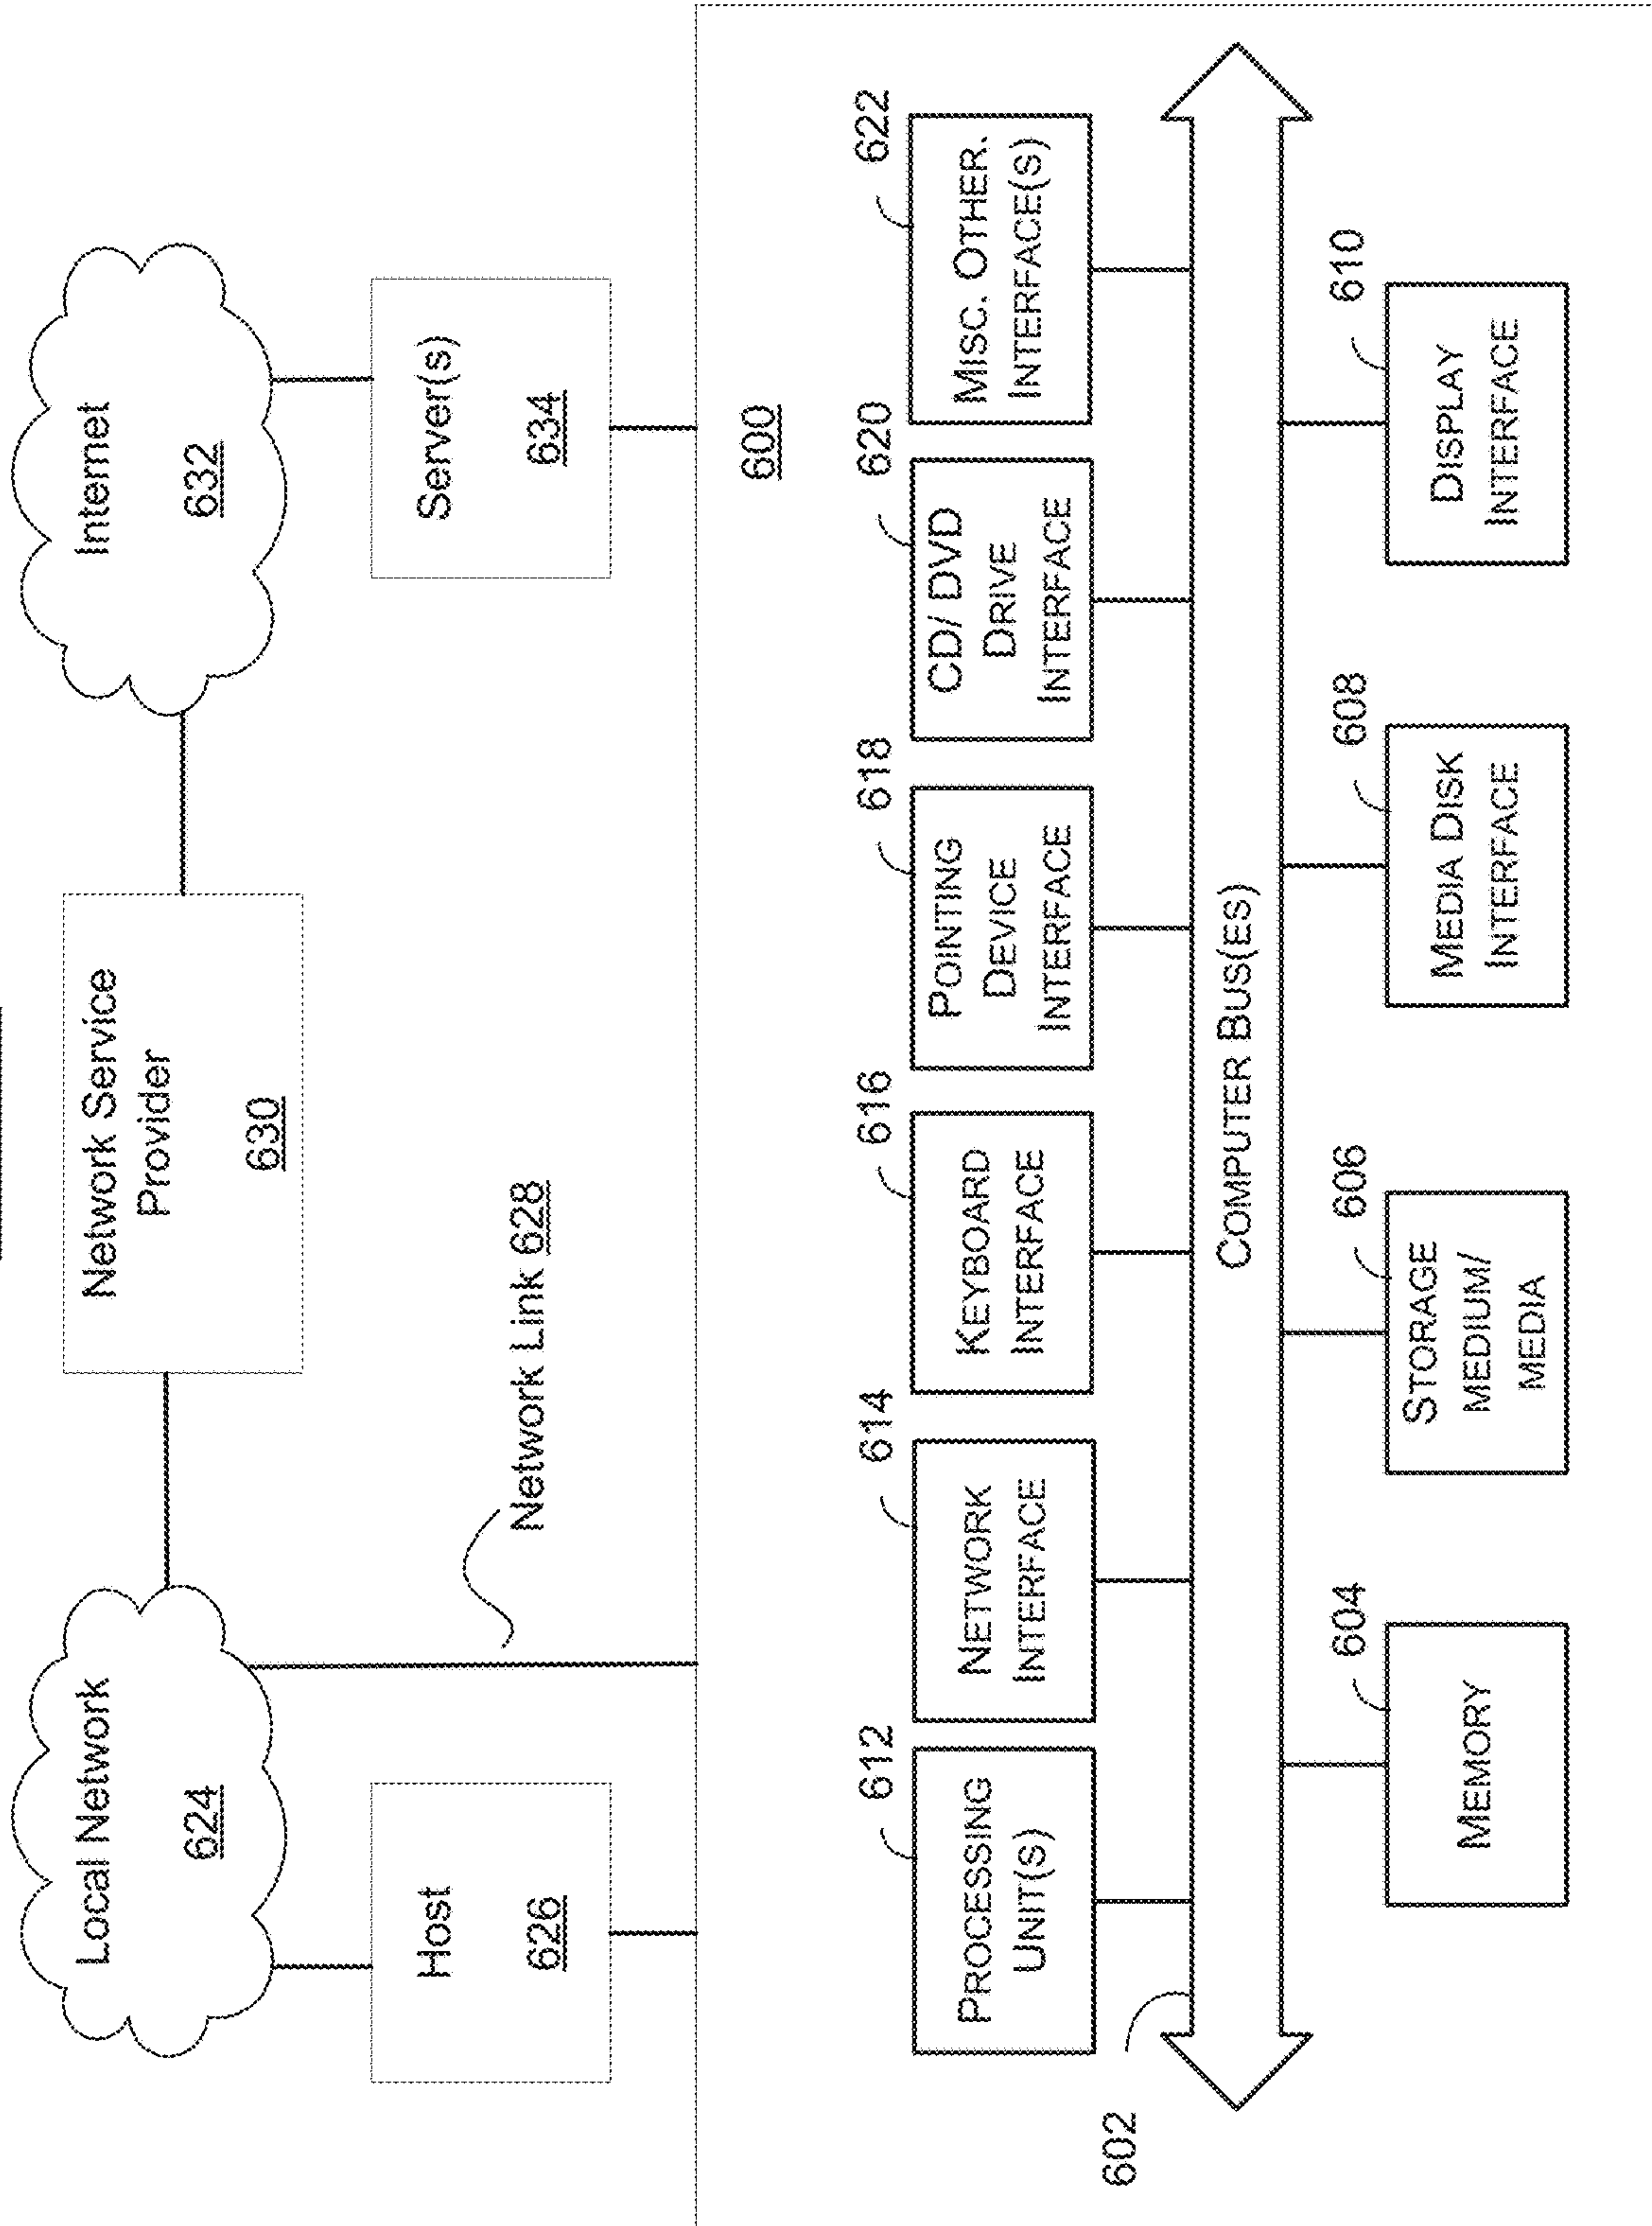 Local Network
624
Network Service
Provider
630
Internet
632
Host
626
Network Link 628
Server(s)
634
600
612
PROCESSING
UNIT(S)
614
NETWORK
INTERFACE
616
KEYBOARD
INTERFACE
618
POINTING
DEVICE
INTERFACE
620
CD/ DVD
DRIVE
INTERFACE
622
MISC. OTHER.
INTERFACE(S)
602
COMPUTER BUS(ES)
604
MEMORY
606
STORAGE
MEDIUM/
MEDIA
608
MEDIA DISK
INTERFACE
610
DISPLAY
INTERFACE